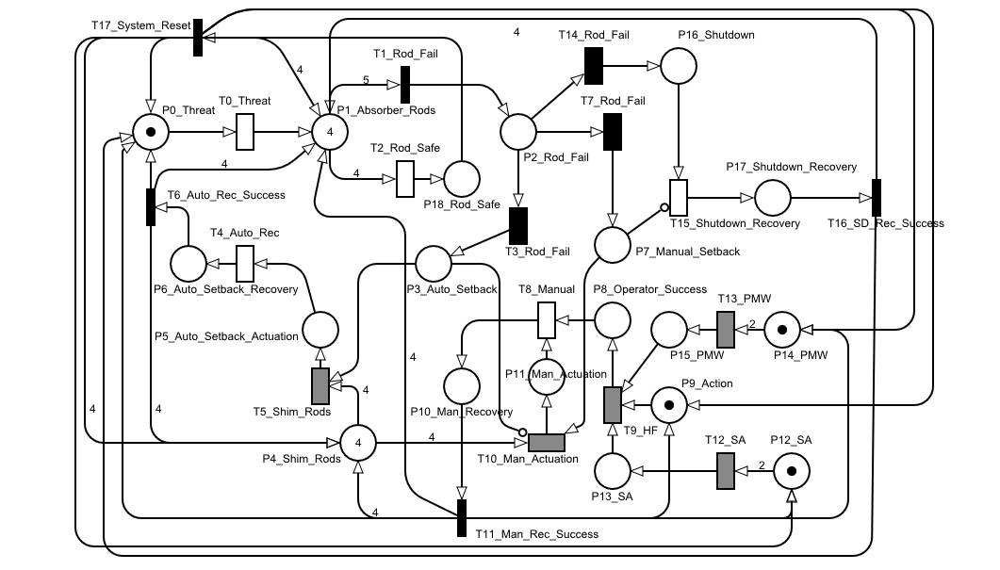 T17_System_Reset
4
T14_Rod_Fail
P16_Shutdown
T1_Rod_Fail
4
5
T7_Rod_Fail
P0_Threat
T0_Threat
P1_Absorber_Rods
4
T2_Rod_Safe
P2_Rod_Fail
4
4
P17_Shutdown_Recovery
T6_Auto_Rec_Success
P18_Rod_Safe
T15_Shutdown_Recovery
T16_SD_Rec_Success
T4_Auto_Rec
T3_Rod_Fail
P7_Manual_Setback
P6_Auto_Setback_Recovery
P3_Auto_Setback
T8_Manual
P8_Operator_Success
T13_PMW
2
P5_Auto_Setback_Actuation
P15_PMW
P14_PMW
4
P11_Man_Actuation
P9_Action
4
T5_Shim_Rods
P10_Man_Recovery
4
4
T9_HF
4
4
P4_Shim_Rods
T10_Man_Actuation
T12_SA
P12_SA
2
P13_SA
4
T11_Man_Rec_Success